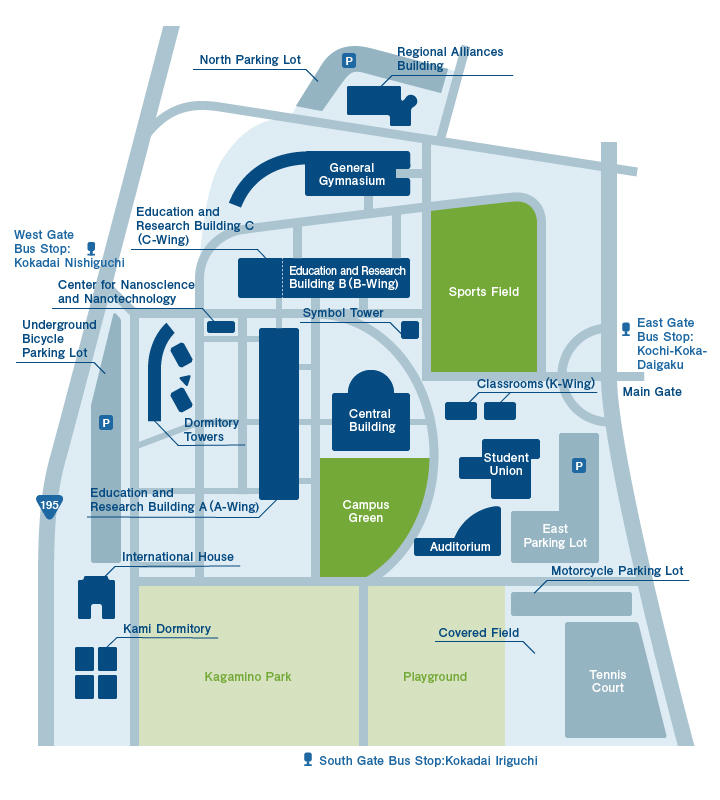 North Parking Lot
P
Regional Alliances
Building
General
Gymnasium
Education and
Research Building C
(C-Wing)
West Gate
Bus Stop:
Kokadai Nishiguchi
Education and Research
Building B (B-Wing)
Center for Nanoscience
and Nanotechnology
Sports Field
Symbol Tower
Underground
Bicycle
Parking Lot
East Gate
Bus Stop:
Kochi-Koka-
Daigaku
Classrooms (K-Wing)
Main Gate
P
Dormitory
Towers
Central
Building
Student
Union
P
Education and
Research Building A (A-Wing)
195
Campus
Green
East
Parking Lot
Auditorium
International House
Motorcycle Parking Lot
Kami Dormitory
Covered Field
Kagamino Park
Playground
Tennis
Court
South Gate Bus Stop:Kokadai Iriguchi